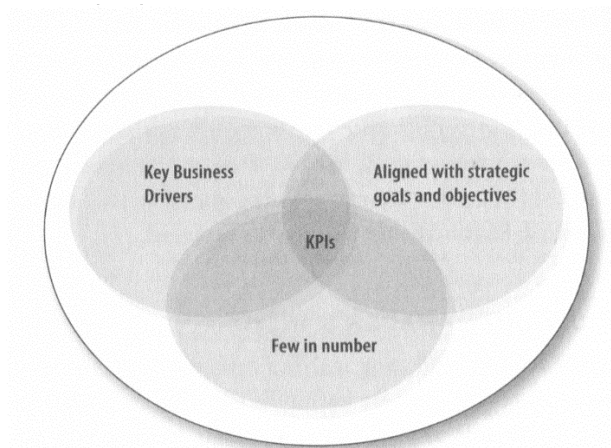 Key Business
Drivers
Aligned with strategic
goals and objectives
KPIs
Few in number